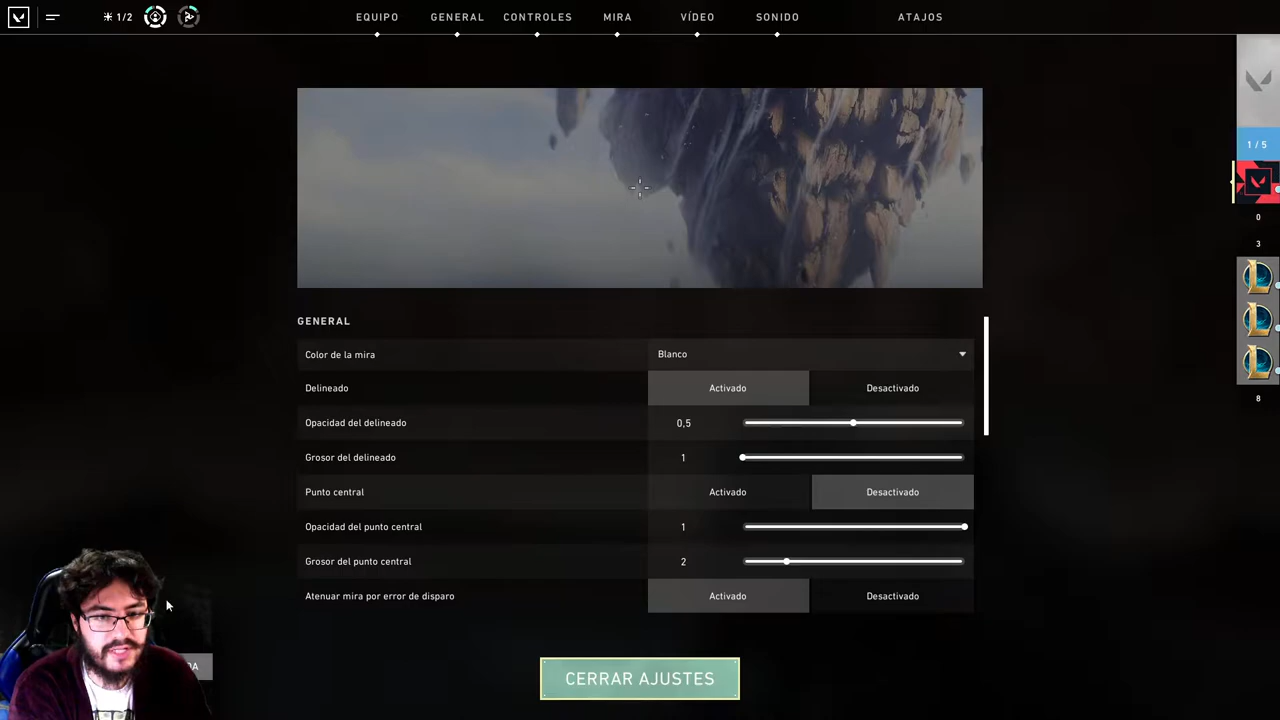 1/2
EQUIPO GENERAL CONTROLES MIRA VÍDEO SONIDO ATAJOS
1 / 5
0
3
8
GENERAL
Color de la mira Blanco
Delineado Activado Desactivado
Opacidad del delineado 0,5
Grosor del delineado 1
Punto central Activado Desactivado
Opacidad del punto central 1
Grosor del punto central 2
Atenuar mira por error de disparo Activado Desactivado
CERRAR AJUSTES